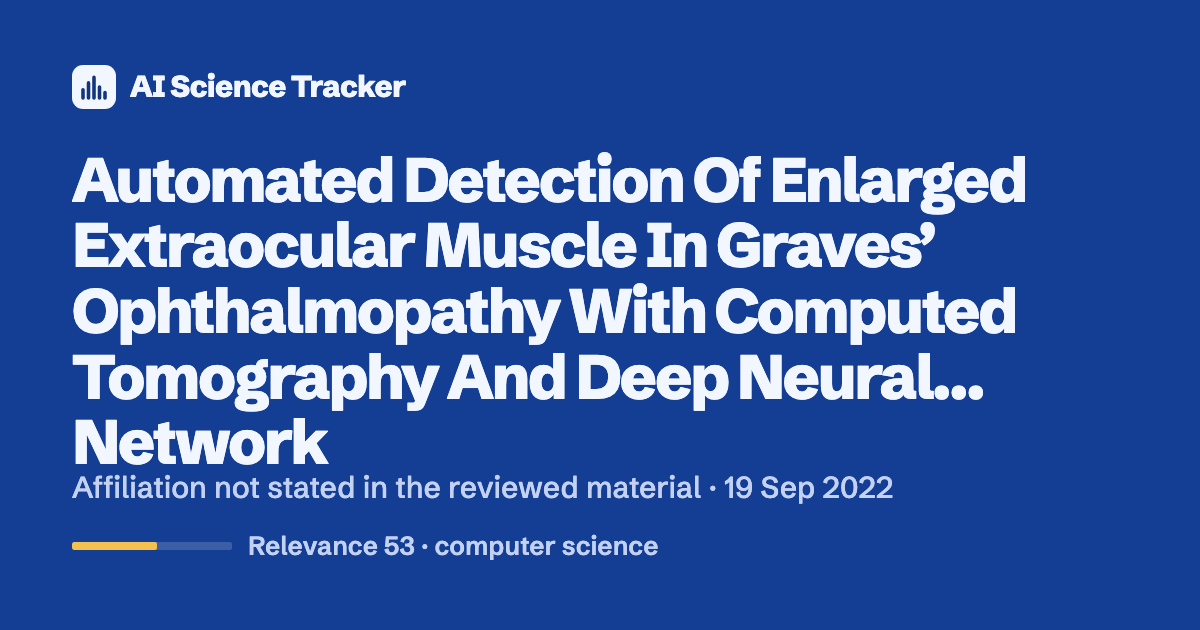 AI Science Tracker
Automated Detection Of Enlarged
Extraocular Muscle In Graves’
Ophthalmopathy With Computed
Tomography And Deep Neural...
Network
Affiliation not stated in the reviewed material · 19 Sep 2022
Relevance 53 · computer science